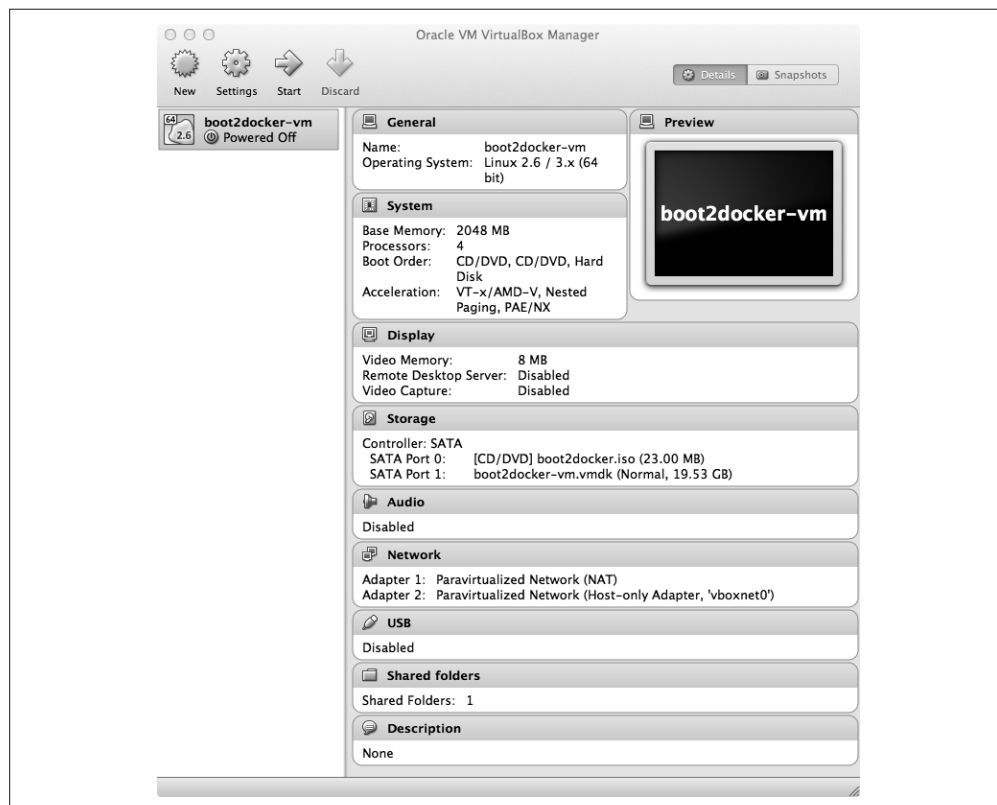 Oracle VM VirtualBox Manager
New Settings Start Discard
Details Snapshots
64
2.6
boot2docker-vm
Powered Off
General
Name: boot2docker-vm
Operating System: Linux 2.6 / 3.x (64
bit)
System
Base Memory: 2048 MB
Processors: 4
Boot Order: CD/DVD, CD/DVD, Hard
Disk
Acceleration: VT-x/AMD-V, Nested
Paging, PAE/NX
Preview
boot2docker-vm
Display
Video Memory: 8 MB
Remote Desktop Server: Disabled
Video Capture: Disabled
Storage
Controller: SATA
SATA Port 0: [CD/DVD] boot2docker.iso (23.00 MB)
SATA Port 1: boot2docker-vm.vmdk (Normal, 19.53 GB)
Audio
Disabled
Network
Adapter 1: Paravirtualized Network (NAT)
Adapter 2: Paravirtualized Network (Host-only Adapter, 'vboxnet0')
USB
Disabled
Shared folders
Shared Folders: 1
Description
None